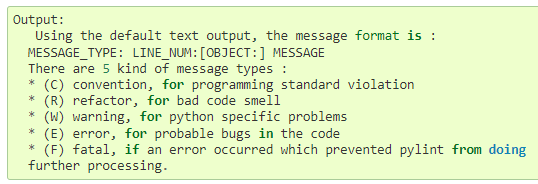 Output:
Using the default text output, the message format is :
MESSAGE_TYPE: LINE_NUM:[OBJECT:] MESSAGE
There are 5 kind of message types :
* (C) convention, for programming standard violation
* (R) refactor, for bad code smell
* (W) warning, for python specific problems
* (E) error, for probable bugs in the code
* (F) fatal, if an error occurred which prevented pylint from doing
further processing.